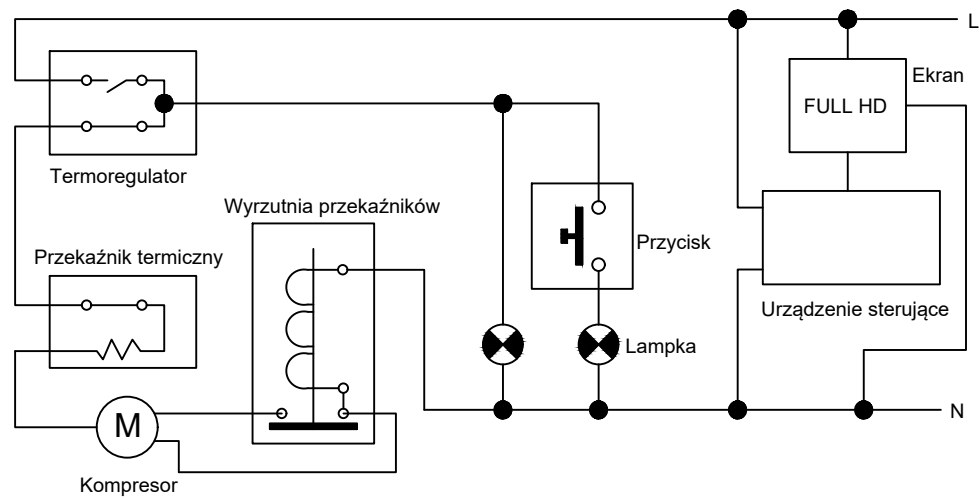 L
Ekran
FULL HD
Termoregulator
Wyrzutnia przekaźników
Przycisk
Przekaźnik termiczny
Urządzenie sterujące
Lampka
N
M
Kompresor